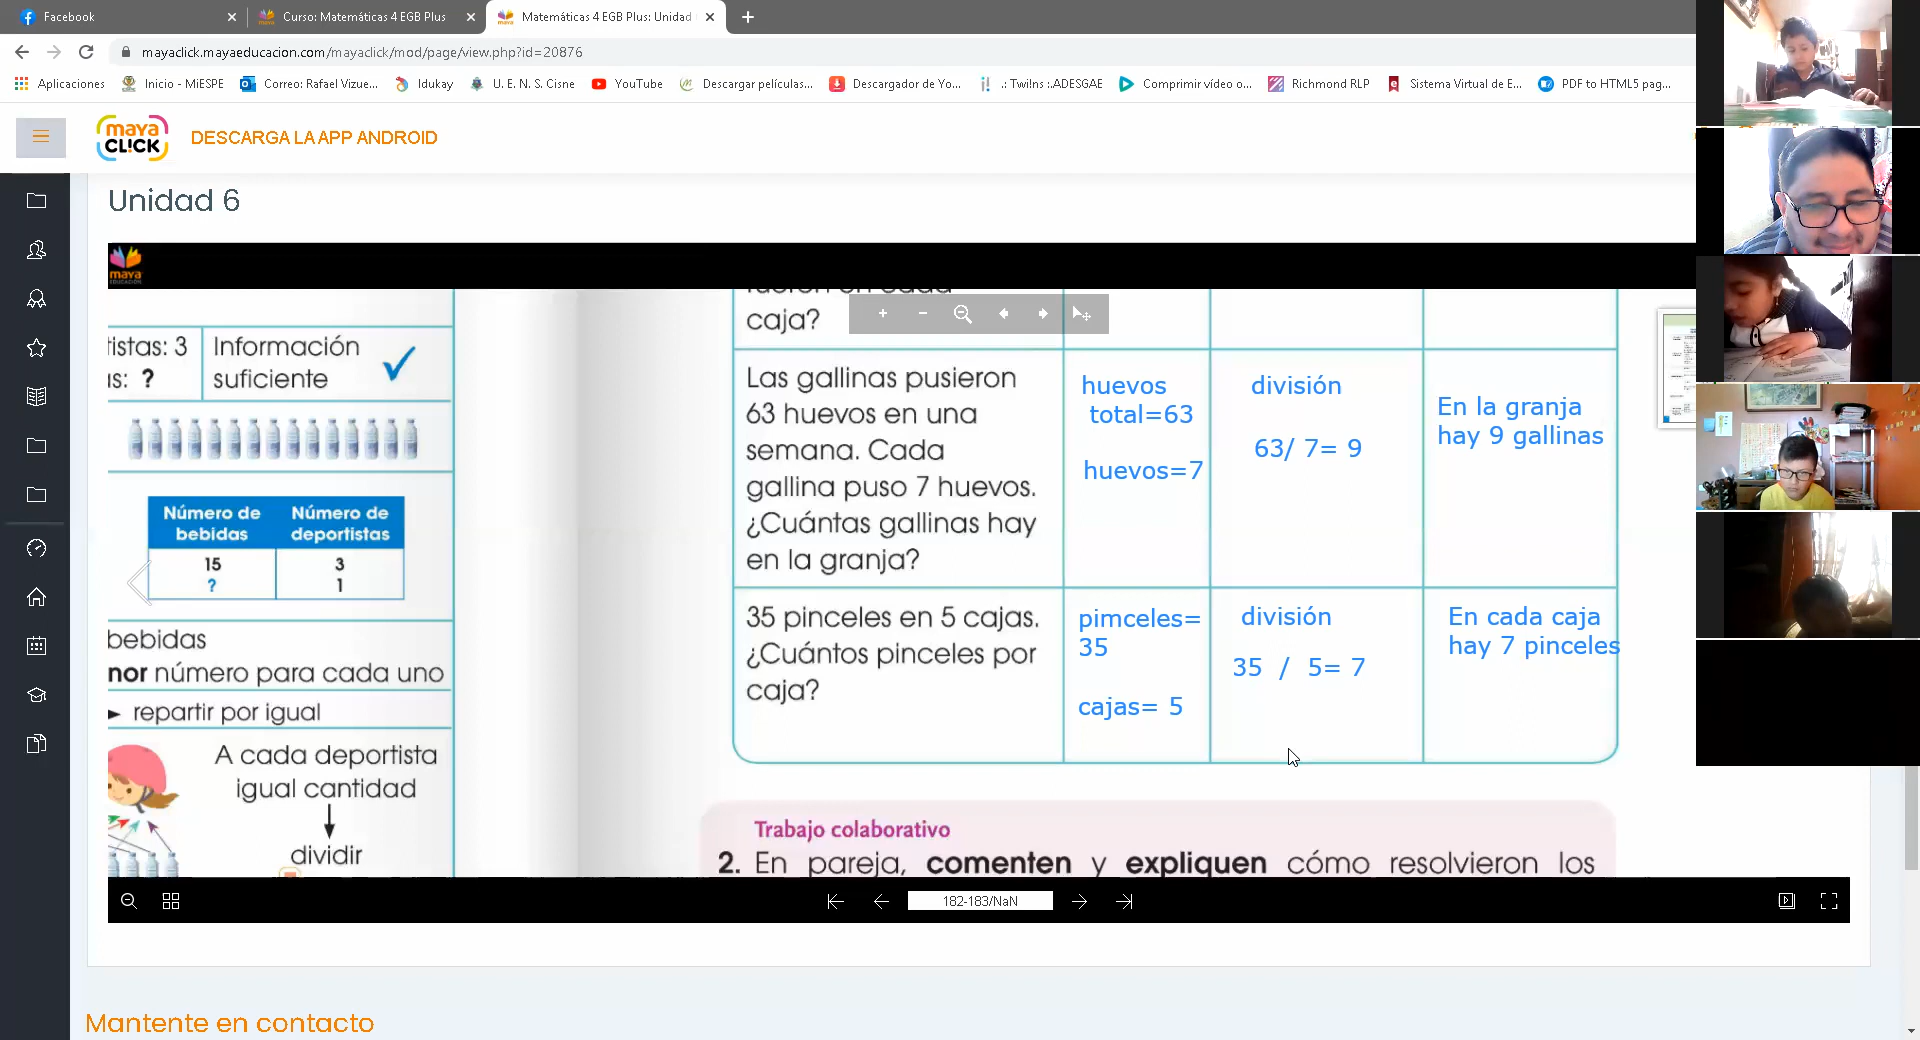 Facebook
Curso: Matemáticas 4 EGB Plus
Matemáticas 4 EGB Plus: Unidad
mayaclick.mayaeducacion.com/mayaclick/mod/page/view.php?id=20876
Aplicaciones
Inicio - MiESPE
Correo: Rafael Vizue...
Idukay
U. E. N. S. Cisne
YouTube
Descargar películas...
Descargador de Yo...
.: Twi!ns :.ADESGAE
Comprimir vídeo o...
Richmond RLP
Sistema Virtual de E...
PDF to HTML5 pag...
maya
CLICK
DESCARGA LA APP ANDROID
Unidad 6
maya
EDUCACIÓN
tistas: 3
as: ?
Información
suficiente
Número de
bebidas
Número de
deportistas
15
3
?
1
bebidas
nor número para cada uno
repartir por igual
A cada deportista
igual cantidad
dividir
caja?
Las gallinas pusieron
63 huevos en una
semana. Cada
gallina puso 7 huevos.
¿Cuántas gallinas hay
en la granja?
huevos
total=63
huevos=7
división
63/ 7= 9
En la granja
hay 9 gallinas
35 pinceles en 5 cajas.
¿Cuántos pinceles por
caja?
pimceles=
35
cajas= 5
división
35 / 5= 7
En cada caja
hay 7 pinceles
Trabajo colaborativo
2. En pareja, comenten y expliquen cómo resolvieron los
182-183/NaN
Mantente en contacto